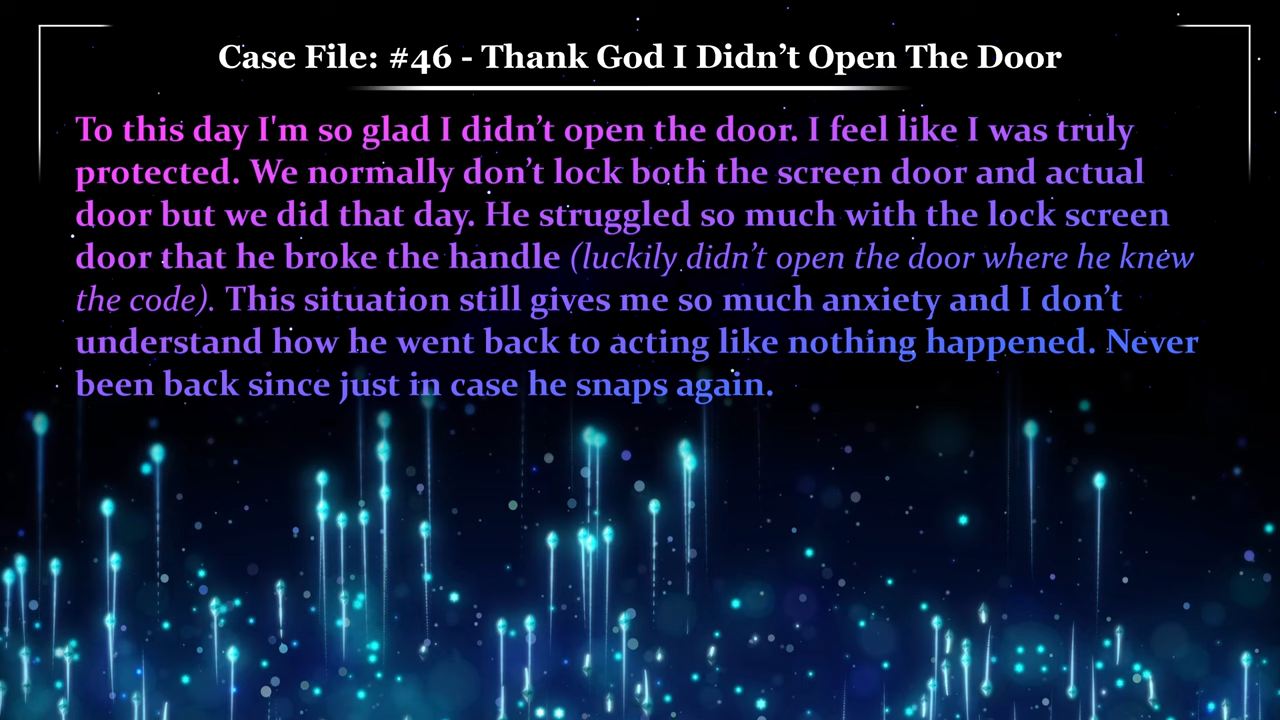 Case File: #46 - Thank God I Didn’t Open The Door
To this day I'm so glad I didn’t open the door. I feel like I was truly
protected. We normally don’t lock both the screen door and actual
door but we did that day. He struggled so much with the lock screen
door that he broke the handle (luckily didn’t open the door where he knew
the code). This situation still gives me so much anxiety and I don’t
understand how he went back to acting like nothing happened. Never
been back since just in case he snaps again.